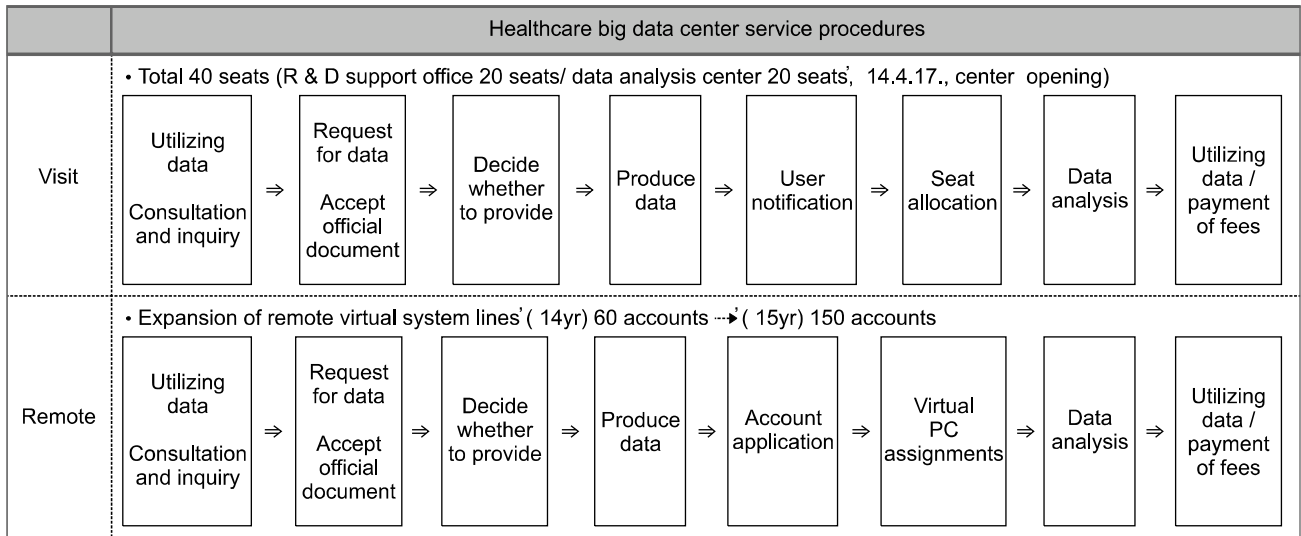 Healthcare big data center service procedures
Visit
• Total 40 seats (R & D support office 20 seats/ data analysis center 20 seats’, 14.4.17., center opening)
Utilizing
data
Consultation
and inquiry
⇒
Request
for data
Accept
official
document
⇒
Decide
whether
to provide
⇒
Produce
data
⇒
User
notification
⇒
Seat
allocation
⇒
Data
analysis
⇒
Utilizing
data /
payment
of fees
Remote
• Expansion of remote virtual system lines’ ( 14yr) 60 accounts ⤍’ ( 15yr) 150 accounts
Utilizing
data
Consultation
and inquiry
⇒
Request
for data
Accept
official
document
⇒
Decide
whether
to provide
⇒
Produce
data
⇒
Account
application
⇒
Virtual
PC
assignments
⇒
Data
analysis
⇒
Utilizing
data /
payment
of fees